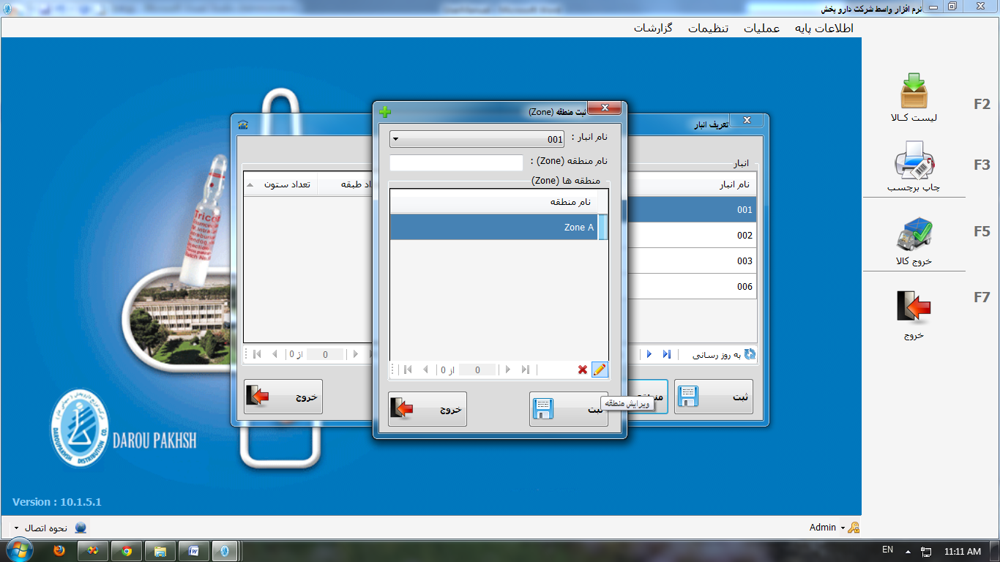 نرم افزار واسط شرکت دارو بخش
اطلاعات پایه
عملیات
تنظیمات
گزارشات
F2
لیست کـالا
F3
چاپ برچسب
F5
خروج کالا
F7
خروج
تعریف انبار
انبار
نام انبار
001
002
003
006
تعداد ستون
0
از 0
به روز رسانی
ثبت
خروج
ثبت منطقه (Zone)
نام انبار :
001
نام منطقه (Zone) :
منطقه ها (Zone)
نام منطقه
Zone A
0
از 0
ثبت
خروج
ویرایش منطقه
Tricot
DAROUPAKHSH DISTRIBUTION CO.
DAROU PAKHSH
Version : 10.1.5.1
نحوه اتصال
Admin
EN
11:11 AM